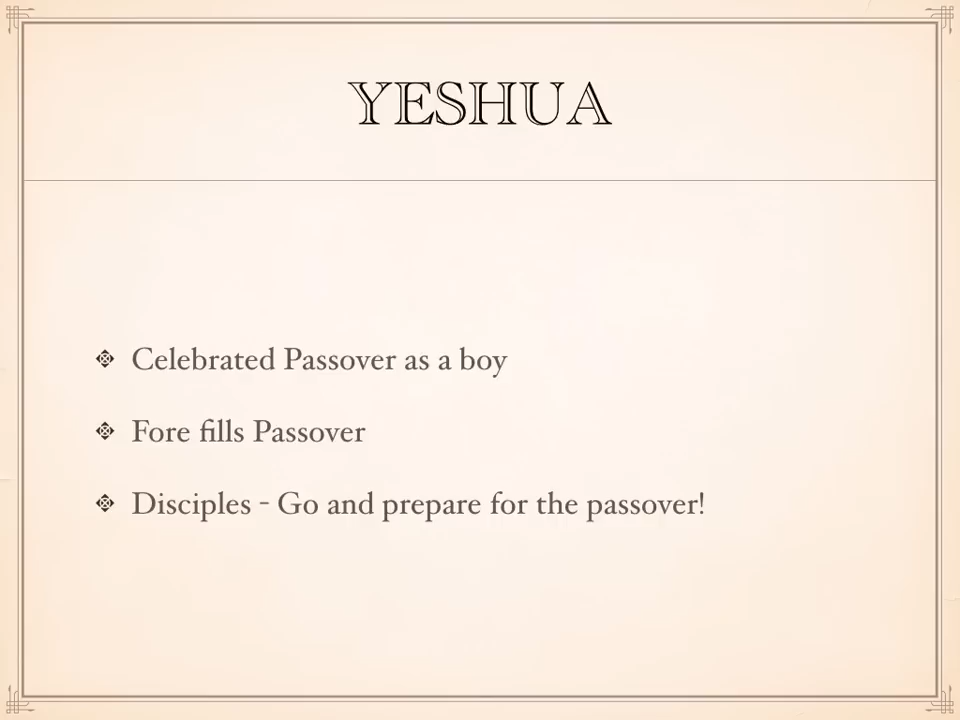 YESHUA
Celebrated Passover as a boy
Fore fills Passover
Disciples - Go and prepare for the passover!